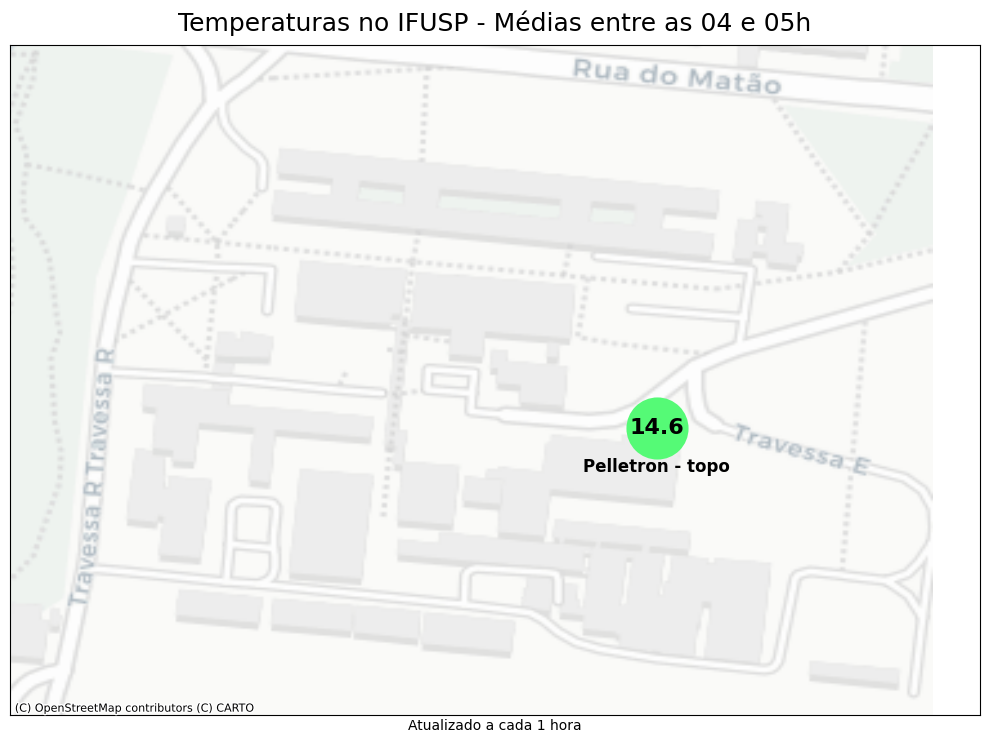 Temperaturas no IFUSP - Médias entre as 04 e 05h
Rua do Matão
Travessa R Travessa R
14.6
Travessa E
Pelletron - topo
(C) OpenStreetMap contributors (C) CARTO
Atualizado a cada 1 hora